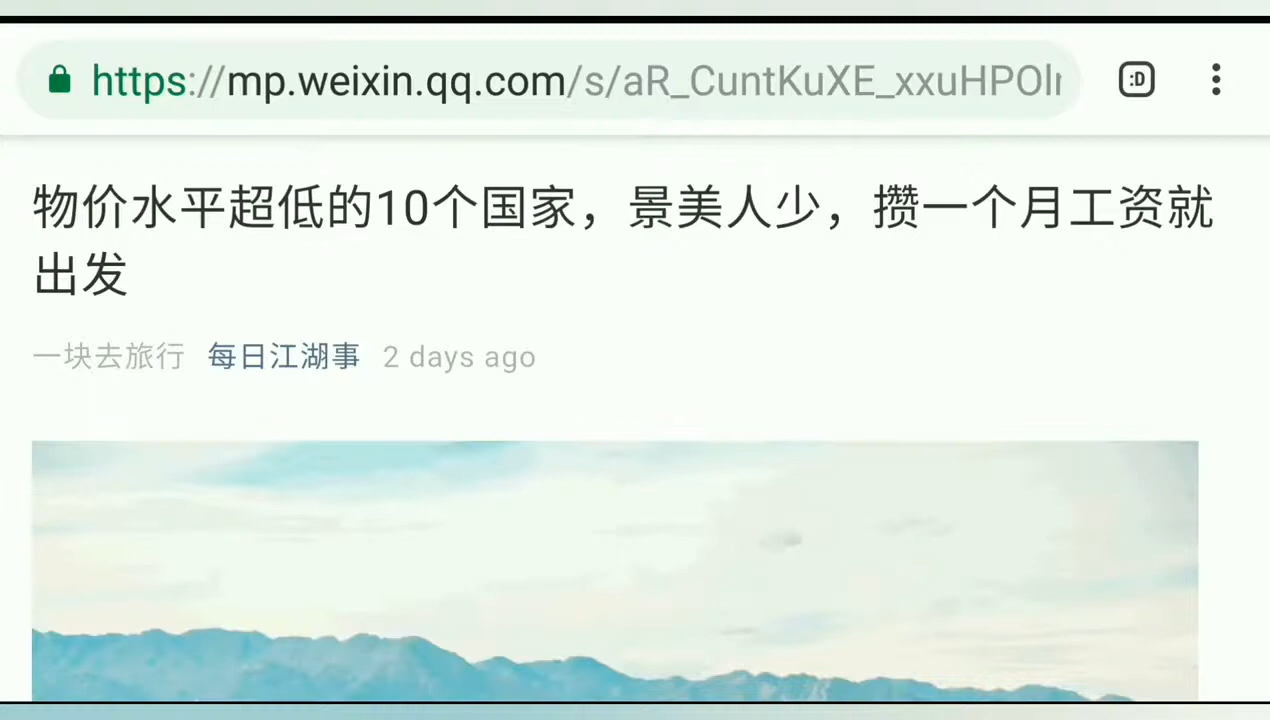 https://mp.weixin.qq.com/s/aR_CuntKuXE_xxuHPOl
:D
物价水平超低的10个国家，景美人少，攒一个月工资就
出发
一块去旅行 每日江湖事 2 days ago